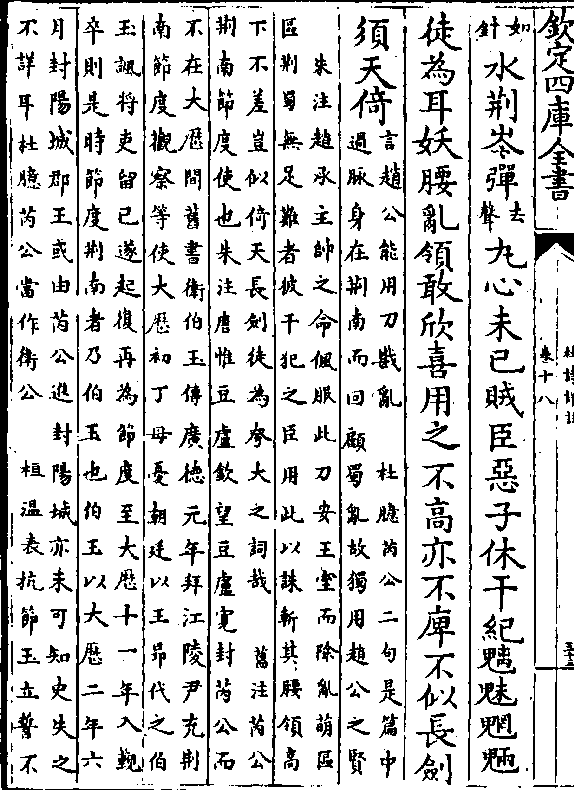 欽定四庫全書
杜詩詳註
卷十八
如針水荆岑彈去聲丸心未已賊臣惡子休干紀魑魅魍魎
徒為耳妖腰亂領敢欣喜用之不高亦不庳不似長劍
須天倚
言趙公能用刀戡亂 杜臆芮公二句是篇中
過脉身在荆南而回顧蜀亂故獨用趙公之賢
朱注趙承主帥之命佩服此刀安王室而除亂萌區
區荆蜀無足難者彼干犯之臣用此以誅斬其腰領高
下不差豈似倚天長劍徒為夸大之詞哉 舊注芮公
荆南節度使也朱注唐惟豆盧欽望豆盧寬封芮公而
不在大厯間舊書衛伯玉傳廣德元年拜江陵尹充荆
南節度觀察等使大厯初丁母憂朝廷以王昂代之伯
玉諷將吏留已遂起復再為節度至大厯十一年入覲
卒則是時節度荆南者乃伯玉也伯玉以大厯二年六
月封陽城郡王或由芮公進封陽城亦未可知史失之
不詳耳杜臆芮公當作衛公 桓温表抗節玉立誓不